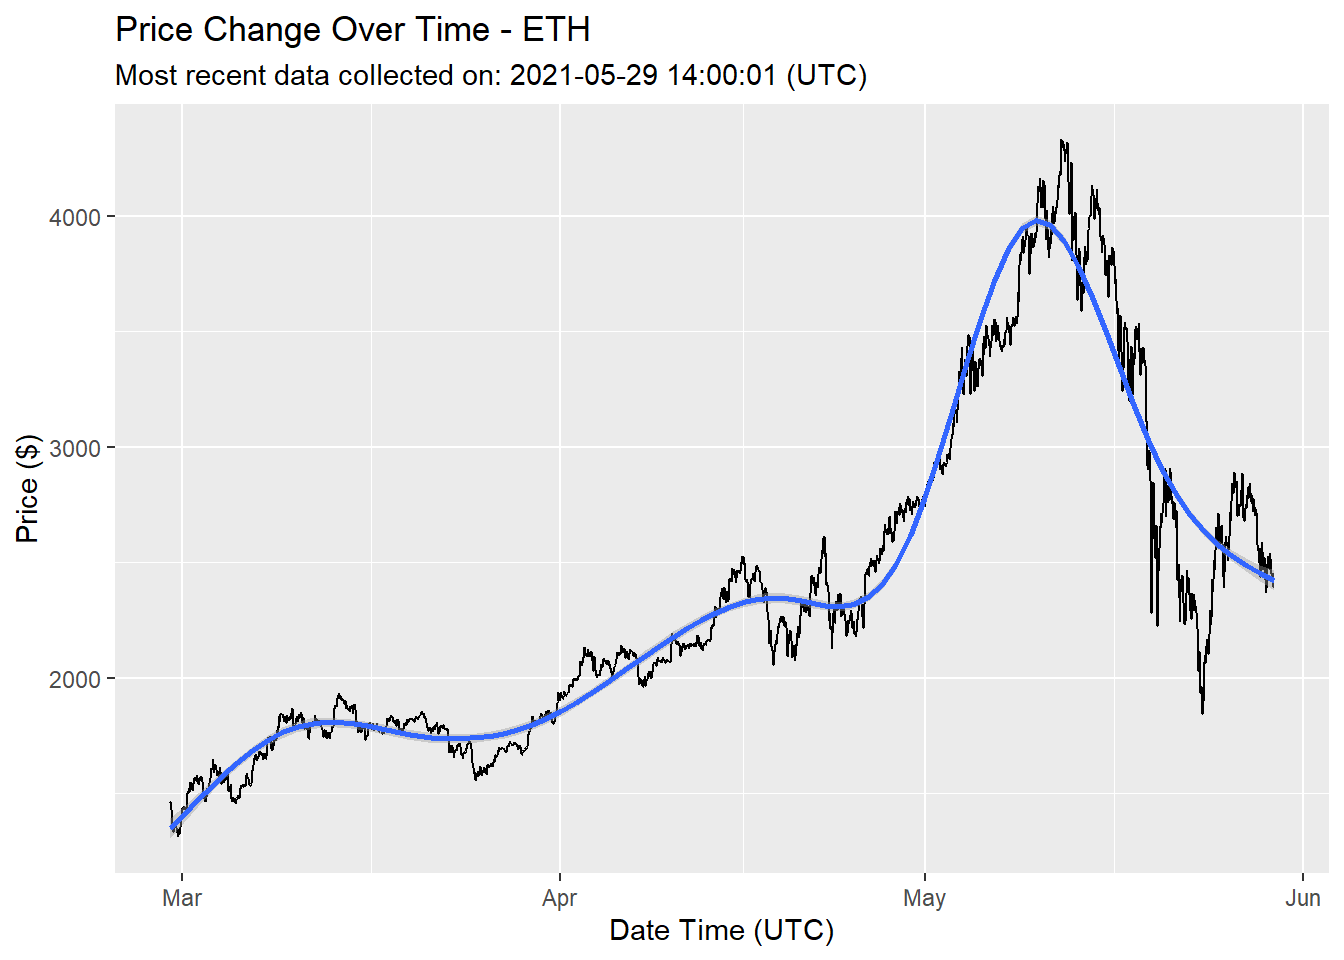 Price Change Over Time - ETH
Most recent data collected on: 2021-05-29 14:00:01 (UTC)
Price ($)
4000
3000
2000
Mar Apr May Jun
Date Time (UTC)